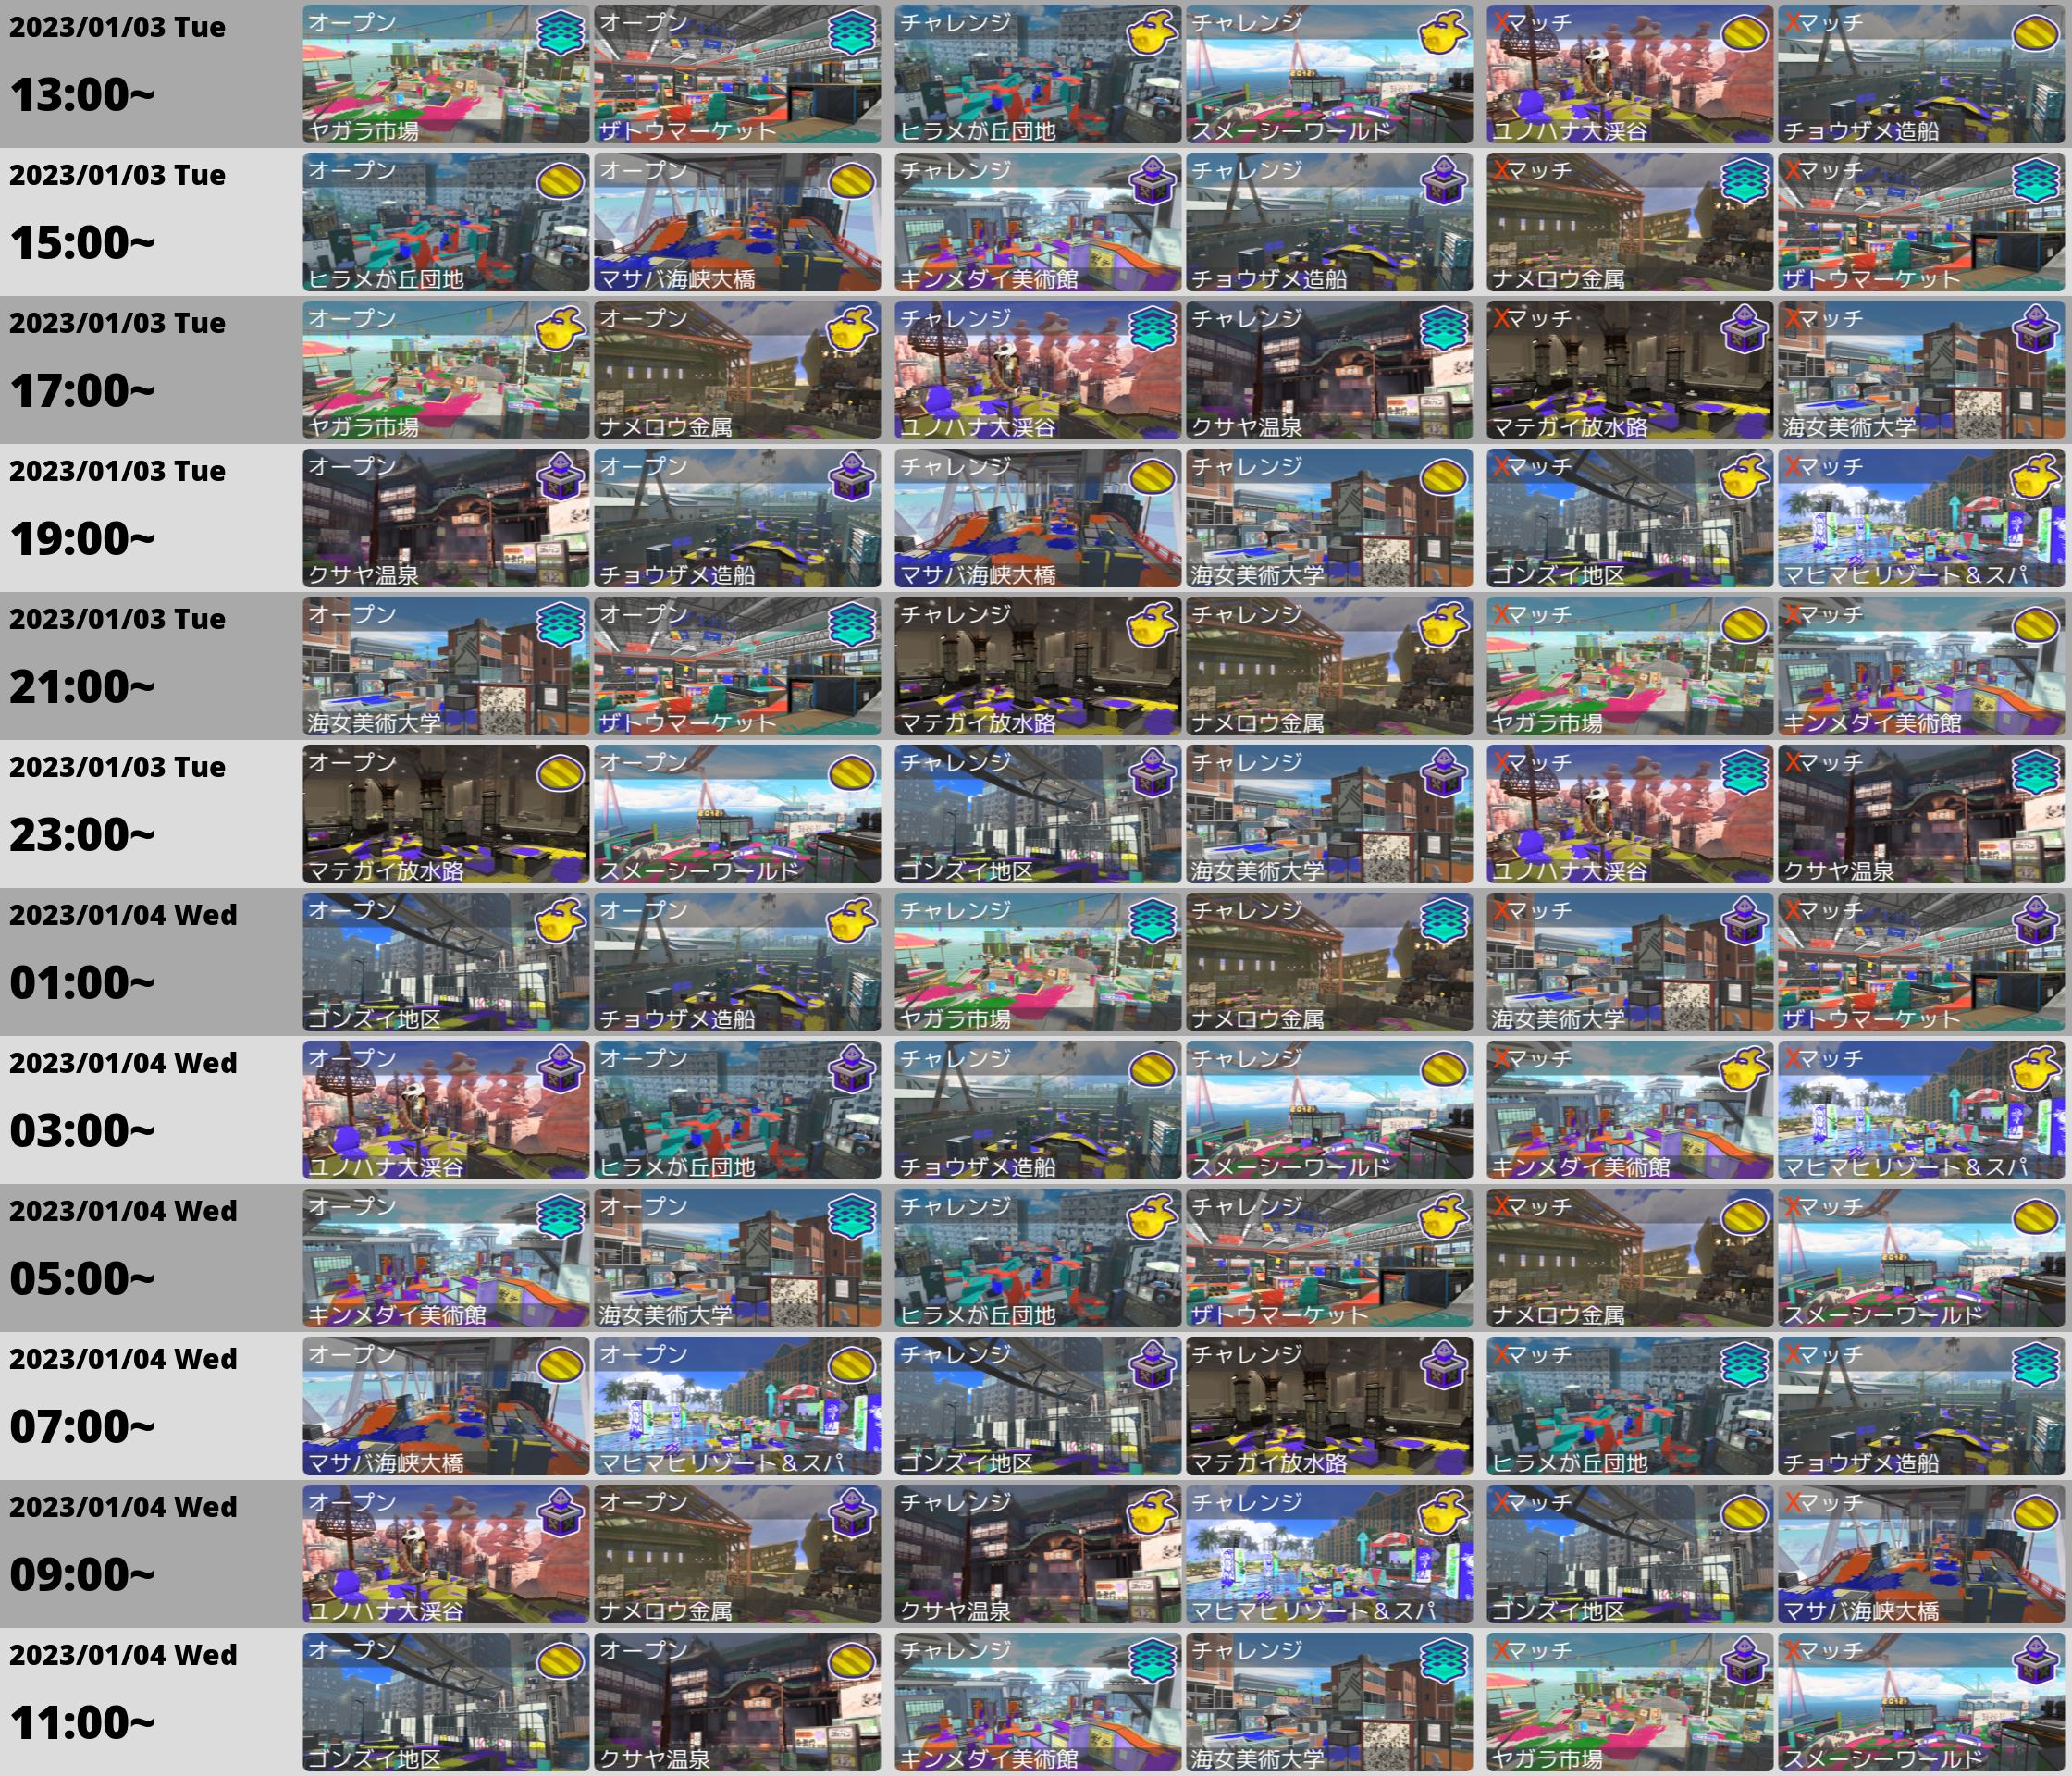 2023/01/03 Tue
13:00~
オープン
ヤガラ市場
オープン
ザトウマーケット
チャレンジ
ヒラメが丘団地
チャレンジ
スメーシーワールド
Xマッチ
ユノハナ大渓谷
Xマッチ
チョウザメ造船
2023/01/03 Tue
15:00~
オープン
ヒラメが丘団地
オープン
マサバ海峡大橋
チャレンジ
キンメダイ美術館
チャレンジ
チョウザメ造船
Xマッチ
ナメロウ金属
Xマッチ
ザトウマーケット
2023/01/03 Tue
17:00~
オープン
ヤガラ市場
オープン
ナメロウ金属
チャレンジ
ユノハナ大渓谷
チャレンジ
クサヤ温泉
Xマッチ
マテガイ放水路
Xマッチ
海女美術大学
2023/01/03 Tue
19:00~
オープン
クサヤ温泉
オープン
チョウザメ造船
チャレンジ
マサバ海峡大橋
チャレンジ
海女美術大学
Xマッチ
ゴンズイ地区
Xマッチ
マヒマヒリゾート＆スパ
2023/01/03 Tue
21:00~
オープン
海女美術大学
オープン
ザトウマーケット
チャレンジ
マテガイ放水路
チャレンジ
ナメロウ金属
Xマッチ
ヤガラ市場
Xマッチ
キンメダイ美術館
2023/01/03 Tue
23:00~
オープン
マテガイ放水路
オープン
スメーシーワールド
チャレンジ
ゴンズイ地区
チャレンジ
海女美術大学
Xマッチ
ユノハナ大渓谷
Xマッチ
クサヤ温泉
2023/01/04 Wed
01:00~
オープン
ゴンズイ地区
オープン
チョウザメ造船
チャレンジ
ヤガラ市場
チャレンジ
ナメロウ金属
Xマッチ
海女美術大学
Xマッチ
ザトウマーケット
2023/01/04 Wed
03:00~
オープン
ユノハナ大渓谷
オープン
ヒラメが丘団地
チャレンジ
チョウザメ造船
チャレンジ
スメーシーワールド
Xマッチ
キンメダイ美術館
Xマッチ
マヒマヒリゾート＆スパ
2023/01/04 Wed
05:00~
オープン
キンメダイ美術館
オープン
海女美術大学
チャレンジ
ヒラメが丘団地
チャレンジ
ザトウマーケット
Xマッチ
ナメロウ金属
Xマッチ
スメーシーワールド
2023/01/04 Wed
07:00~
オープン
マサバ海峡大橋
オープン
マヒマヒリゾート＆スパ
チャレンジ
ゴンズイ地区
チャレンジ
マテガイ放水路
Xマッチ
ヒラメが丘団地
Xマッチ
チョウザメ造船
2023/01/04 Wed
09:00~
オープン
ユノハナ大渓谷
オープン
ナメロウ金属
チャレンジ
クサヤ温泉
チャレンジ
マヒマヒリゾート＆スパ
Xマッチ
ゴンズイ地区
Xマッチ
マサバ海峡大橋
2023/01/04 Wed
11:00~
オープン
ゴンズイ地区
オープン
クサヤ温泉
チャレンジ
キンメダイ美術館
チャレンジ
海女美術大学
Xマッチ
ヤガラ市場
Xマッチ
スメーシーワールド